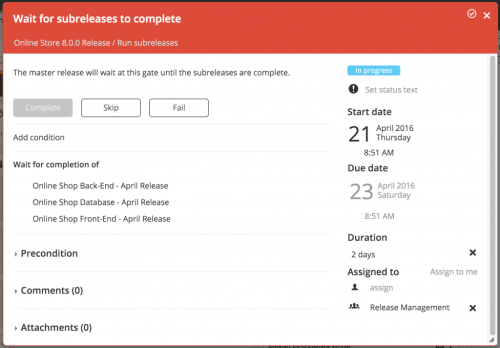 Wait for subreleases to complete
Online Store 8.0.0 Release / Run subreleases
The master release will wait at this gate until the subreleases are complete.
Complete
Skip
Fail
Add condition
Wait for completion of
Online Shop Back-End - April Release
Online Shop Database - April Release
Online Shop Front-End - April Release
Precondition
Comments (0)
Attachments (0)
In progress
Set status text
Start date
21 April 2016
Thursday
8:51 AM
Due date
23 April 2016
Saturday
8:51 AM
Duration
2 days
Assigned to Assign to me
assign
Release Management